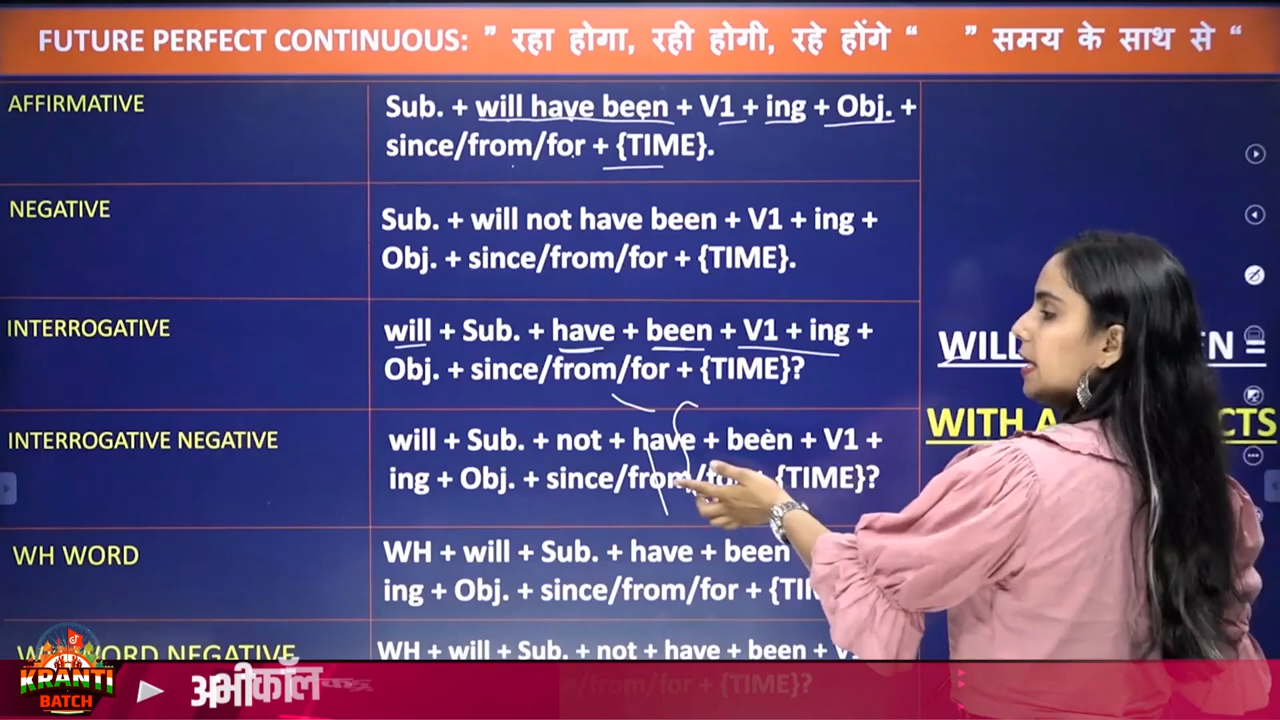 FUTURE PERFECT CONTINUOUS: ” रहा होगा, रही होगी, रहे होंगे “ ” समय के साथ से “
AFFIRMATIVE
Sub. + will have been + V1 + ing + Obj. +
since/from/for + {TIME}.
NEGATIVE
Sub. + will not have been + V1 + ing +
Obj. + since/from/for + {TIME}.
INTERROGATIVE
will + Sub. + have + been + V1 + ing +
Obj. + since/from/for + {TIME}?
INTERROGATIVE NEGATIVE
will + Sub. + not + have + been + V1 +
ing + Obj. + since/from/for + {TIME}?
WH WORD
WH + will + Sub. + have + been
ing + Obj. + since/from/for +
WORD NEGATIVE
WH + will + Sub. + not + have + been +
+ {TIME}?
WITH A
KRANTI
BATCH
अभी कॉल